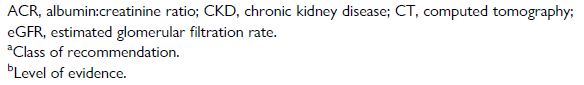 ACR, albumin:creatinine ratio; CKD, chronic kidney disease; CT, computed tomography;
eGFR, estimated glomerular filtration rate.
ᵃClass of recommendation.
ᵇLevel of evidence.